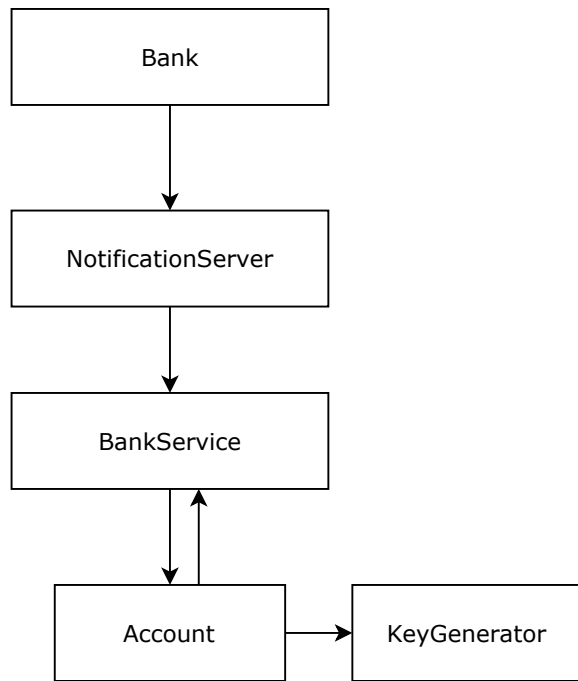 Bank
NotificationServer
BankService
Account
KeyGenerator